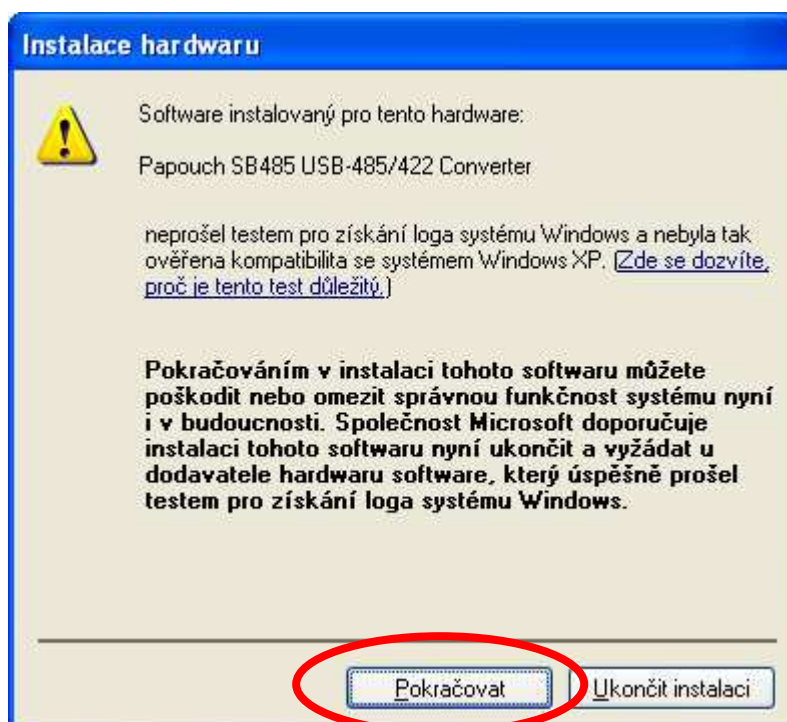 Instalace hardwaru
Software instalovaný pro tento hardware:
Papouch SB485 USB-485/422 Converter
neprošel testem pro získání loga systému Windows a nebyla tak
ověřena kompatibilita se systémem Windows XP. (Zde se dozvíte,
proč je tento test důležitý.)
Pokračováním v instalaci tohoto softwaru můžete
poškodit nebo omezit správnou funkčnost systému nyní
i v budoucnosti. Společnost Microsoft doporučuje
instalaci tohoto softwaru nyní ukončit a vyžádat u
dodavatele hardwaru software, který úspěšně prošel
testem pro získání loga systému Windows.
Pokračovat Ukončit instalaci